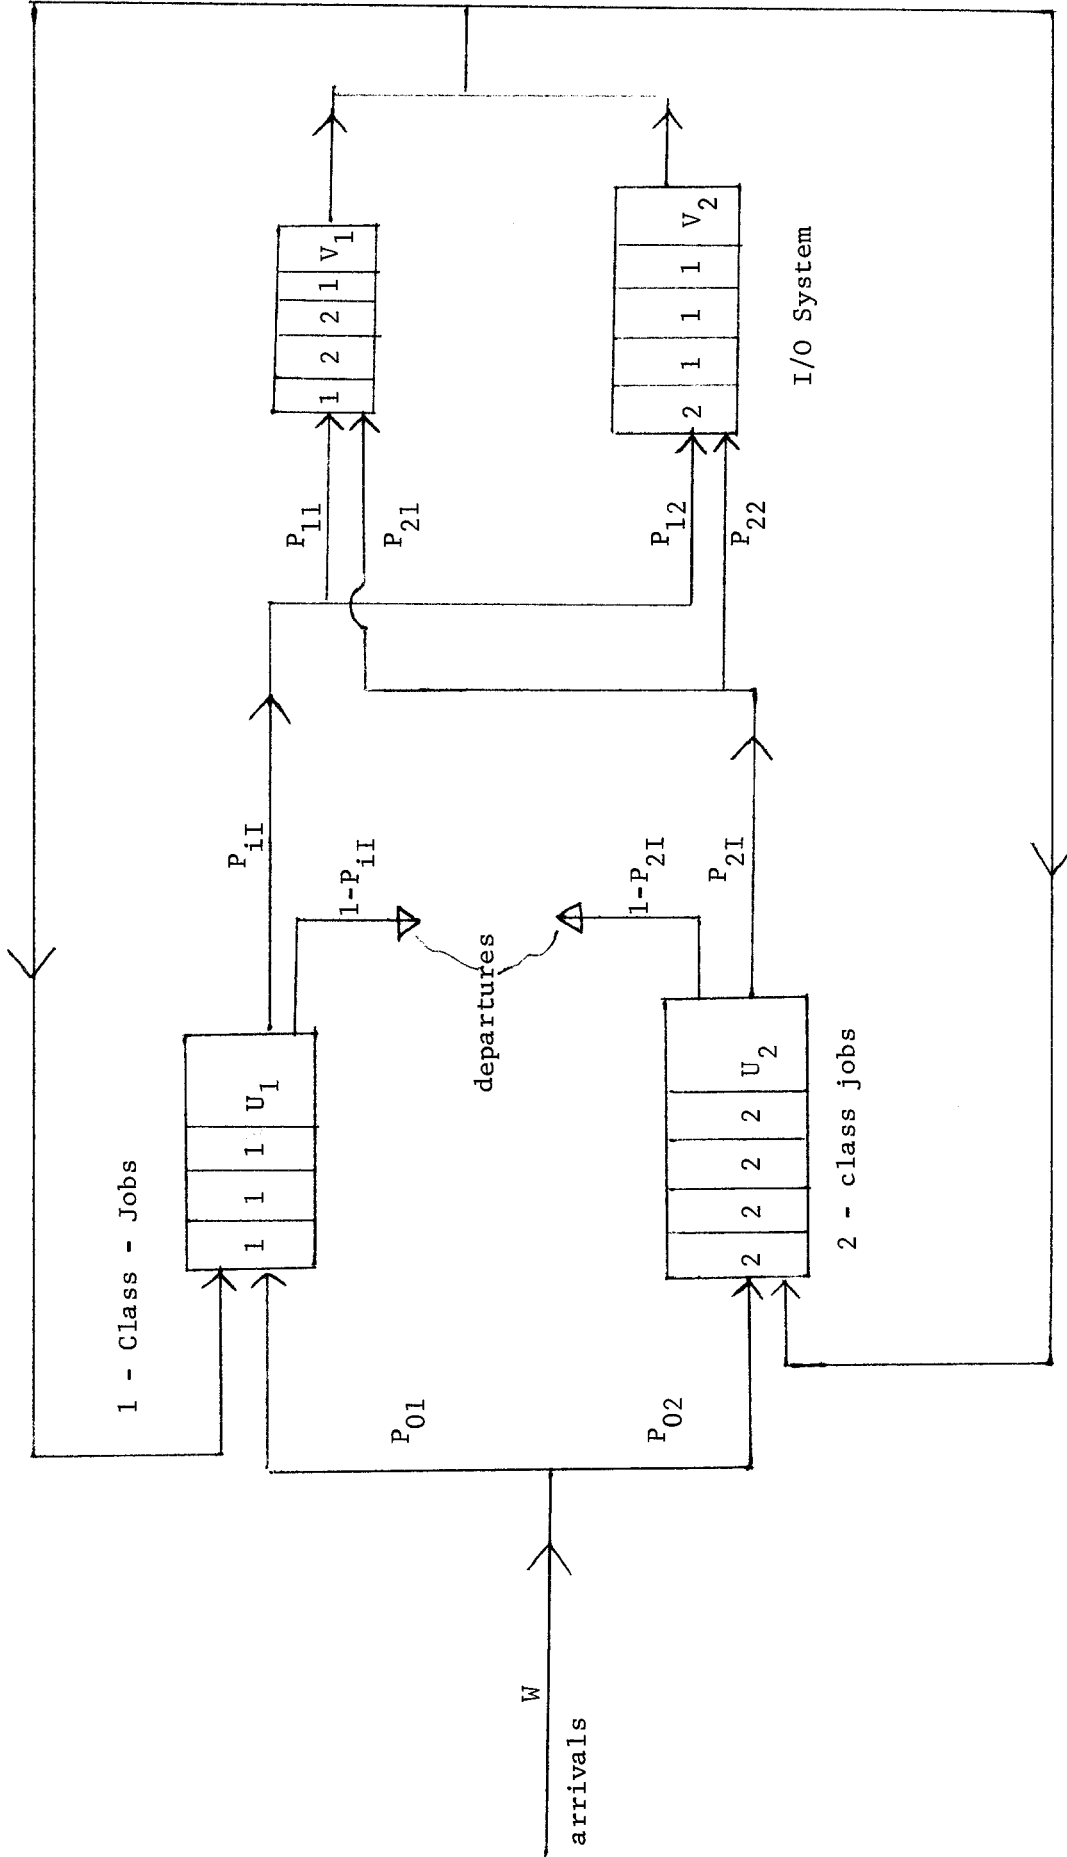 1 - Class - Jobs
1 1 1 U1
PiI
1-PiI
P11
P21
1 2 2 1 V1
P01
arrivals
W
departures
P02
2 2 2 2 U2
2 - class jobs
1-P2I
P2I
P12
P22
2 1 1 1 V2
I/O System